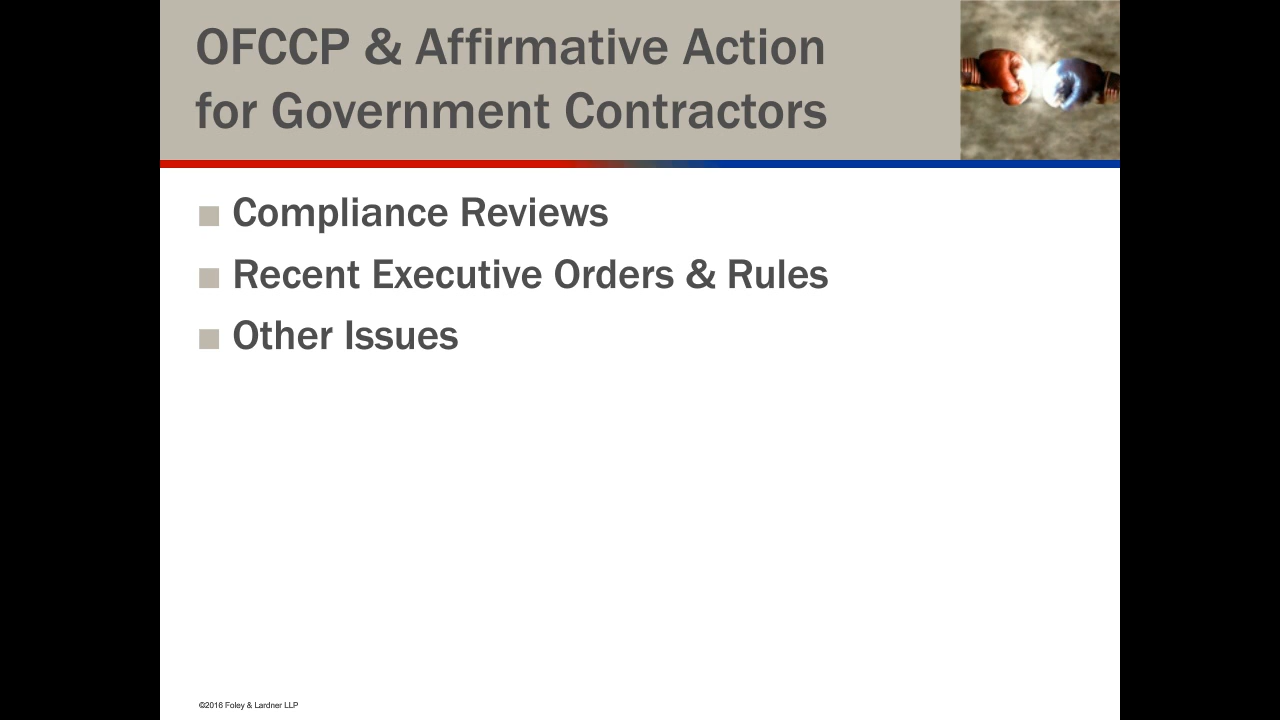 OFCCP & Affirmative Action
for Government Contractors
Compliance Reviews
Recent Executive Orders & Rules
Other Issues
©2016 Foley & Lardner LLP